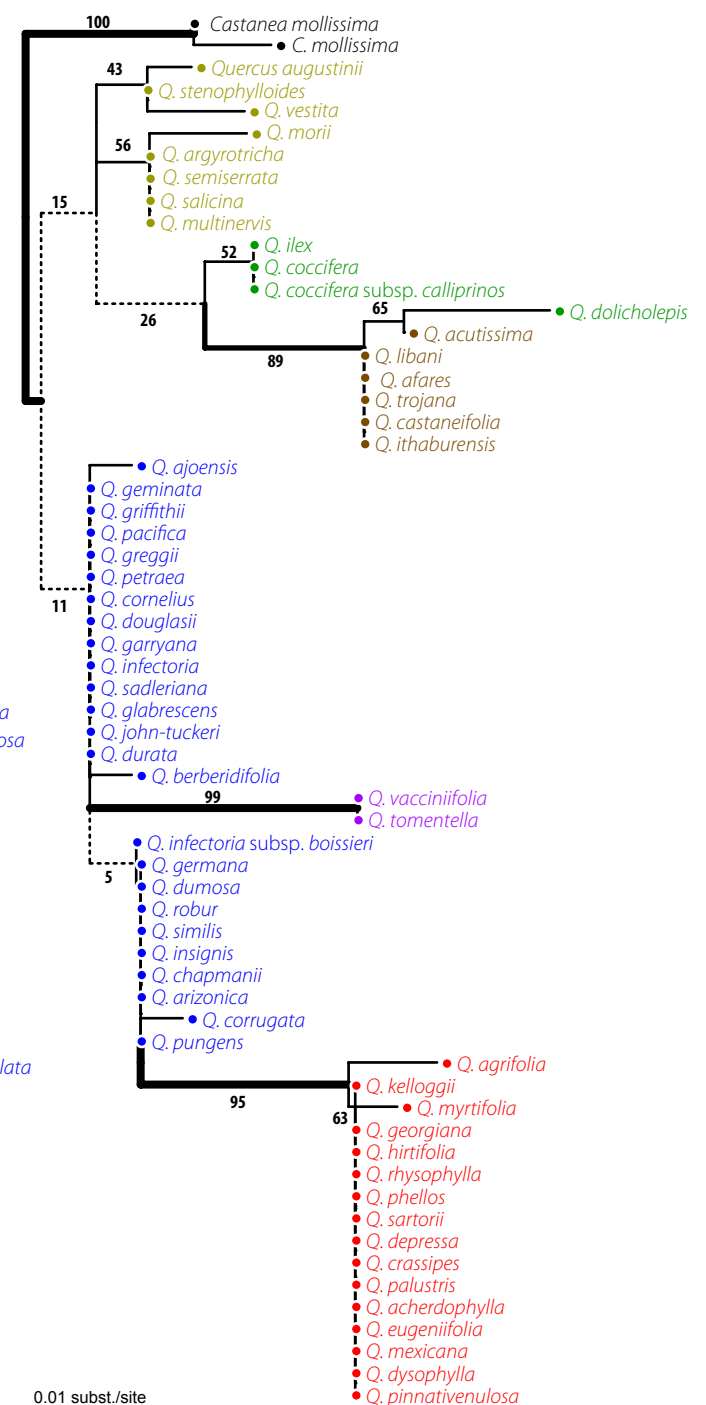 100
Castanea mollissima
C. mollissima
43
Quercus augustinii
Q. stenophylloides
Q. vestita
56
Q. morii
Q. argyrotricha
Q. semiserrata
Q. salicina
Q. multinervis
15
52
Q. ilex
Q. coccifera
Q. coccifera subsp. calliprinos
26
65
Q. dolicholepis
Q. acutissima
89
Q. libani
Q. afares
Q. trojana
Q. castaneifolia
Q. ithaburensis
Q. ajoensis
Q. geminata
Q. griffithii
Q. pacifica
Q. greggii
Q. petraea
Q. cornelius
11
Q. douglasii
Q. garryana
Q. infectoria
Q. sadleriana
Q. glabrescens
a
Q. john-tuckeri
osa
Q. durata
Q. berberidifolia
99
Q. vacciniifolia
Q. tomentella
Q. infectoria subsp. boissieri
5
Q. germana
Q. dumosa
Q. robur
Q. similis
Q. insignis
Q. chapmanii
Q. arizonica
Q. corrugata
Q. pungens
lata
Q. agrifolia
95
Q. kelloggii
63
Q. myrtifolia
Q. georgiana
Q. hirtifolia
Q. rhysophylla
Q. phellos
Q. sartorii
Q. depressa
Q. crassipes
Q. palustris
Q. acherdophylla
Q. eugeniifolia
Q. mexicana
Q. dysophylla
Q. pinnativenulosa
0.01 subst./site